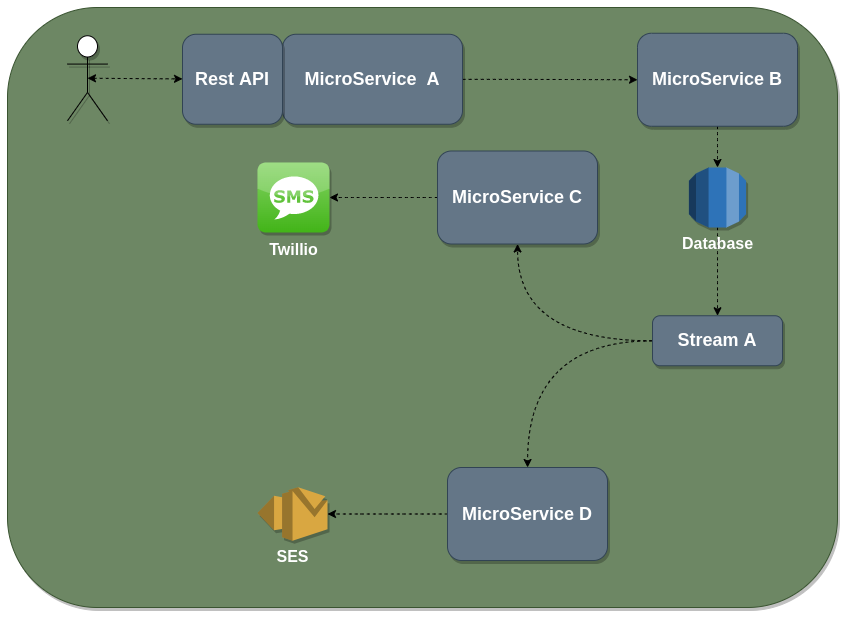 Rest API
MicroService A
MicroService B
SMS
Twillio
MicroService C
Database
Stream A
MicroService D
SES